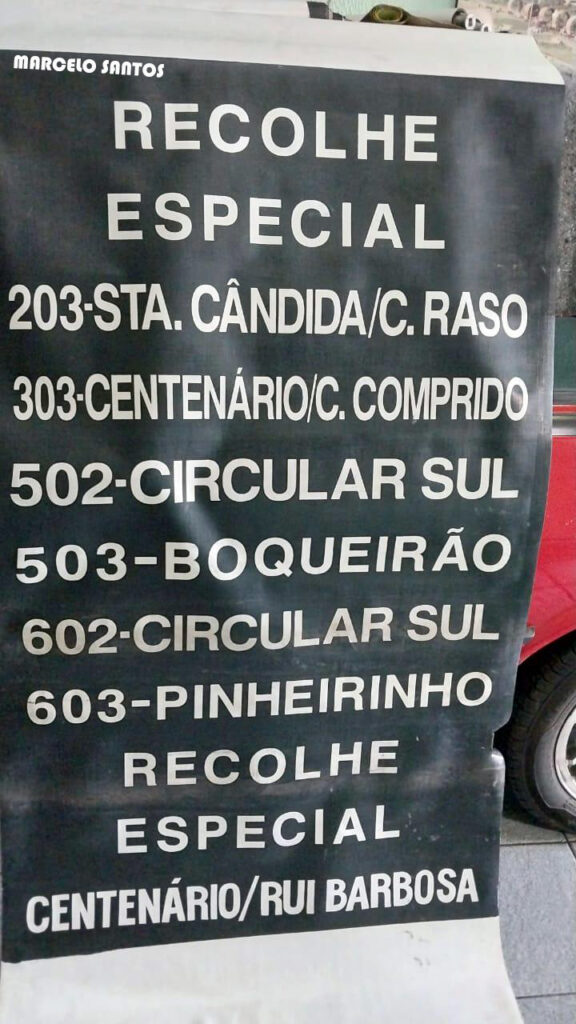 MARCELO SANTOS
RECOLHE
ESPECIAL
203-STA. CÂNDIDA/C. RASO
303-CENTENÁRIO/C. COMPRIDO
502-CIRCULAR SUL
503-BOQUEIRÃO
602-CIRCULAR SUL
603-PINHEIRINHO
RECOLHE
ESPECIAL
CENTENÁRIO/RUI BARBOSA